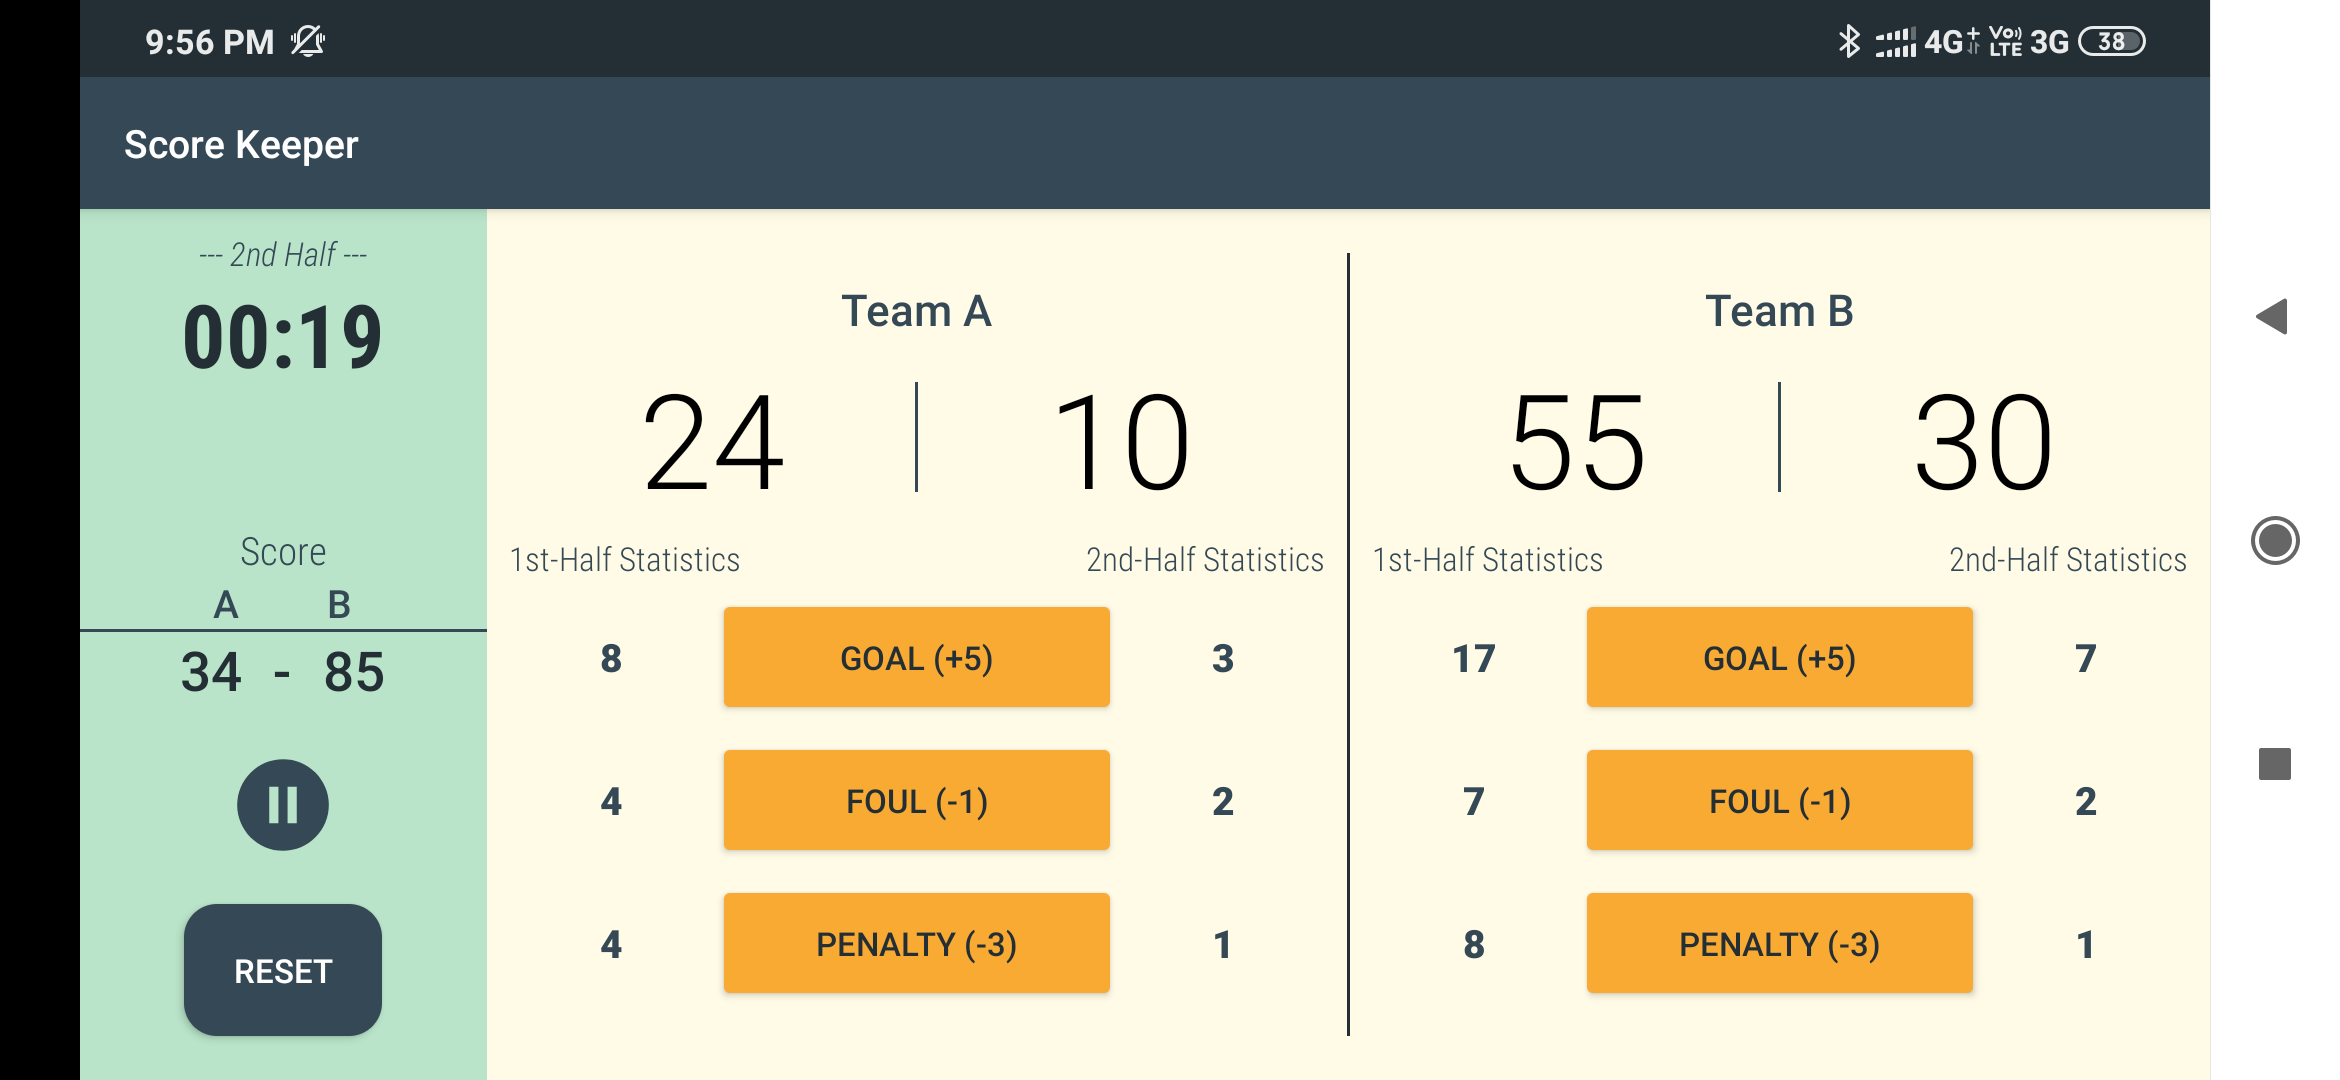 9:56 PM 4G+ Vo)) LTE 3G 38
Score Keeper
--- 2nd Half ---
00:19
Score
A B
34 - 85
RESET
Team A
24 10
1st-Half Statistics 2nd-Half Statistics
8 GOAL (+5) 3
4 FOUL (-1) 2
4 PENALTY (-3) 1
Team B
55 30
1st-Half Statistics 2nd-Half Statistics
17 GOAL (+5) 7
7 FOUL (-1) 2
8 PENALTY (-3) 1